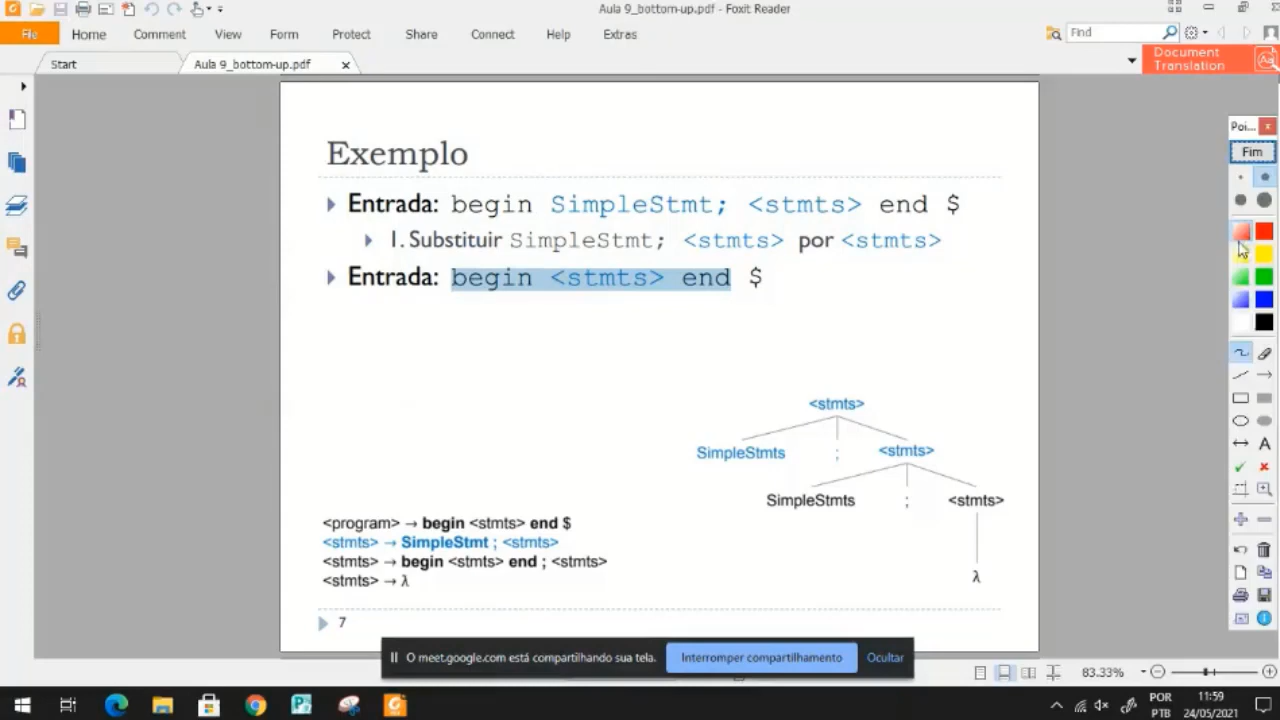 Aula 9_bottom-up.pdf - Foxit Reader
File Home Comment View Form Protect Share Connect Help Extras
Find
Start
Aula 9_bottom-up.pdf
Document
Translation
Poi...
Fim
Exemplo
Entrada: begin SimpleStmt; <stmts> end $
1. Substituir SimpleStmt; <stmts> por <stmts>
Entrada: begin <stmts> end $
<stmts>
SimpleStmts ; <stmts>
SimpleStmts ; <stmts>
λ
<program> → begin <stmts> end $
<stmts> → SimpleStmt ; <stmts>
<stmts> → begin <stmts> end ; <stmts>
<stmts> → λ
7
O meet.google.com está compartilhando sua tela. Interromper compartilhamento Ocultar
83.33%
POR
PTB
11:59
24/05/2021